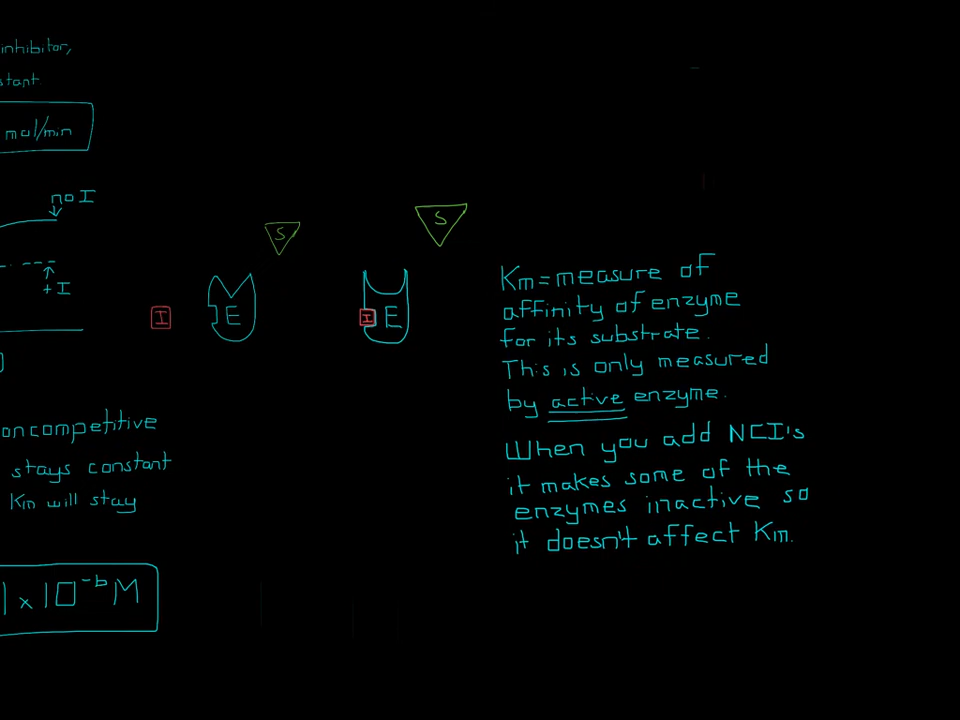 inhibitor,
stant.
mol/min
no I
+ I
oncompetitive
stays constant
Km will stay
1 x 10⁻⁶ M
S
S
I
E
I
E
Km = measure of
affinity of enzyme
for its substrate.
This is only measured
by active enzyme.
When you add NCI's
it makes some of the
enzymes inactive so
it doesn't affect Km.